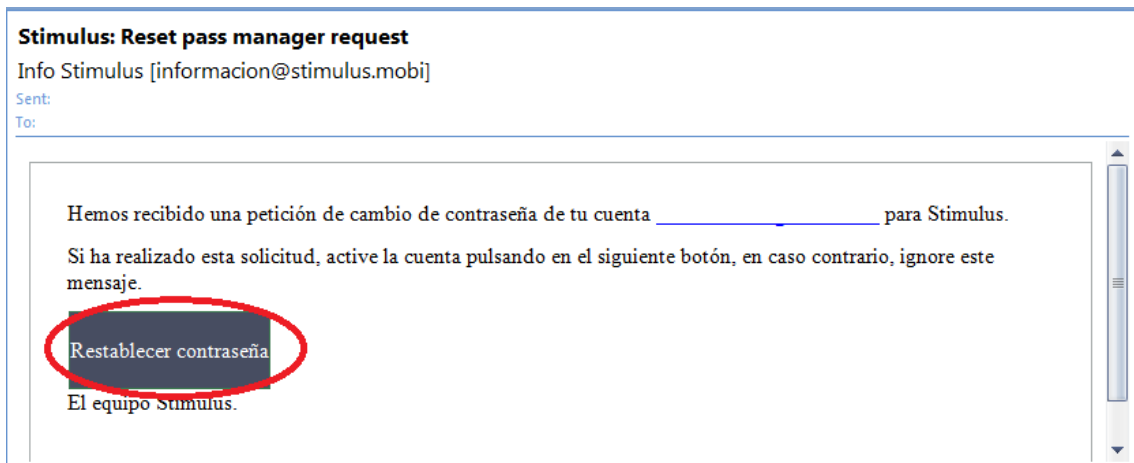 Stimulus: Reset pass manager request
Info Stimulus [informacion@stimulus.mobi]
Sent:
To:
Hemos recibido una petición de cambio de contraseña de tu cuenta para Stimulus.
Si ha realizado esta solicitud, active la cuenta pulsando en el siguiente botón, en caso contrario, ignore este
mensaje.
Restablecer contraseña
El equipo Stimulus.